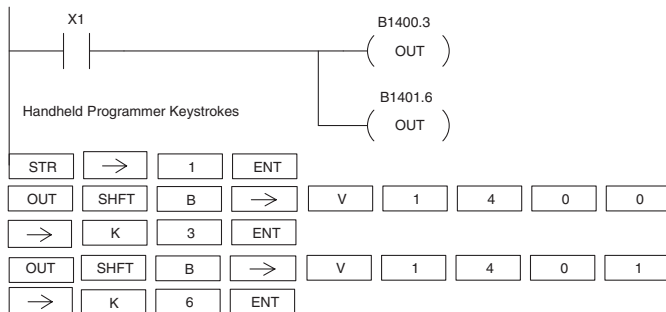 X1
B1400.3
OUT
B1401.6
OUT
Handheld Programmer Keystrokes
STR → 1 ENT
OUT SHFT B → V 1 4 0 0
→ K 3 ENT
OUT SHFT B → V 1 4 0 1
→ K 6 ENT